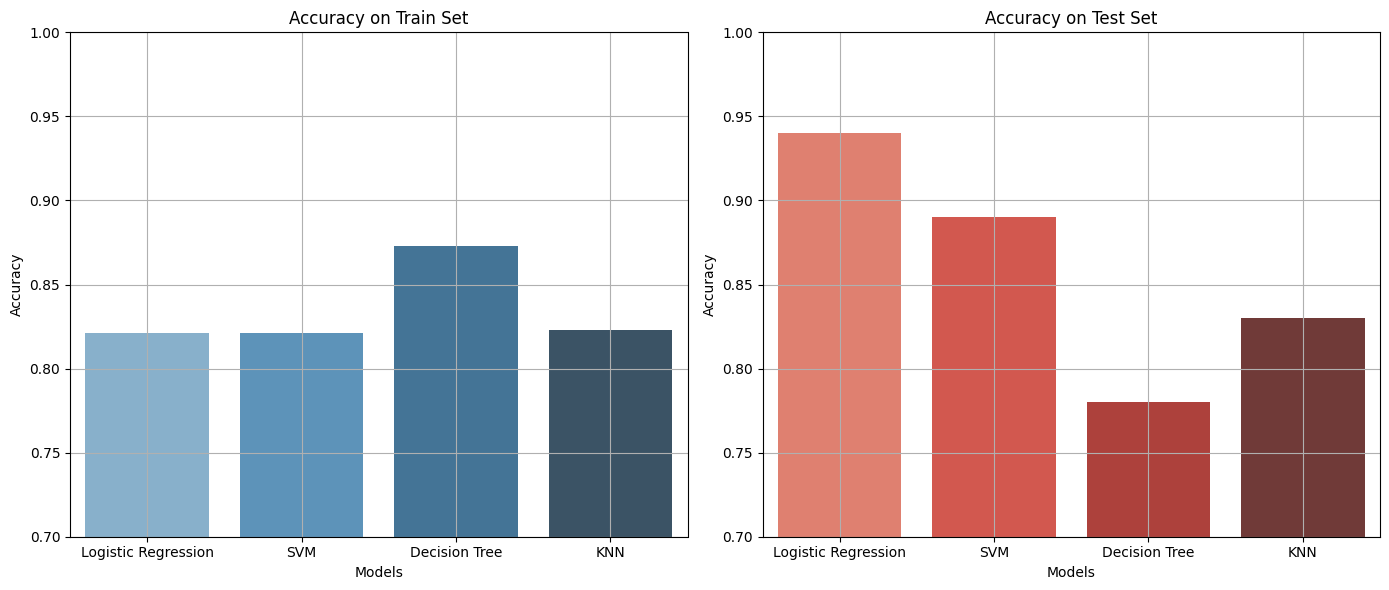 Accuracy on Train Set
1.00
0.95
0.90
0.85
0.80
0.75
0.70
Accuracy
Logistic Regression SVM Decision Tree KNN
Models
Accuracy on Test Set
1.00
0.95
0.90
0.85
0.80
0.75
0.70
Accuracy
Logistic Regression SVM Decision Tree KNN
Models